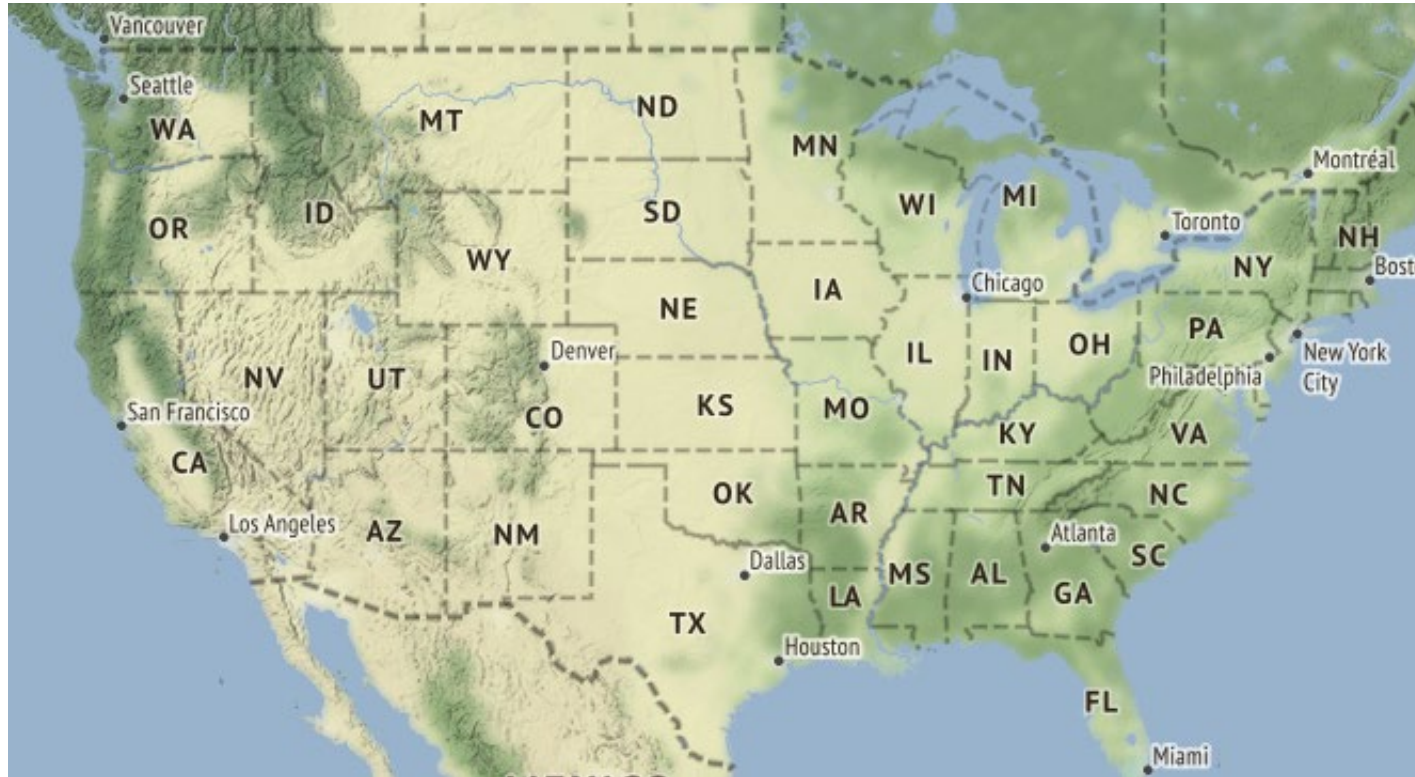 Vancouver
Seattle
WA
MT
ND
MN
Montréal
OR
ID
SD
WI
MI
Toronto
NH
WY
NY
Bost
IA
Chicago
NE
PA
New York
City
Philadelphia
IL
IN
OH
Denver
NV
UT
CO
KS
MO
San Francisco
KY
VA
CA
TN
NC
OK
AR
Los Angeles
AZ
NM
Atlanta
SC
Dallas
MS
AL
GA
LA
TX
Houston
FL
Miami